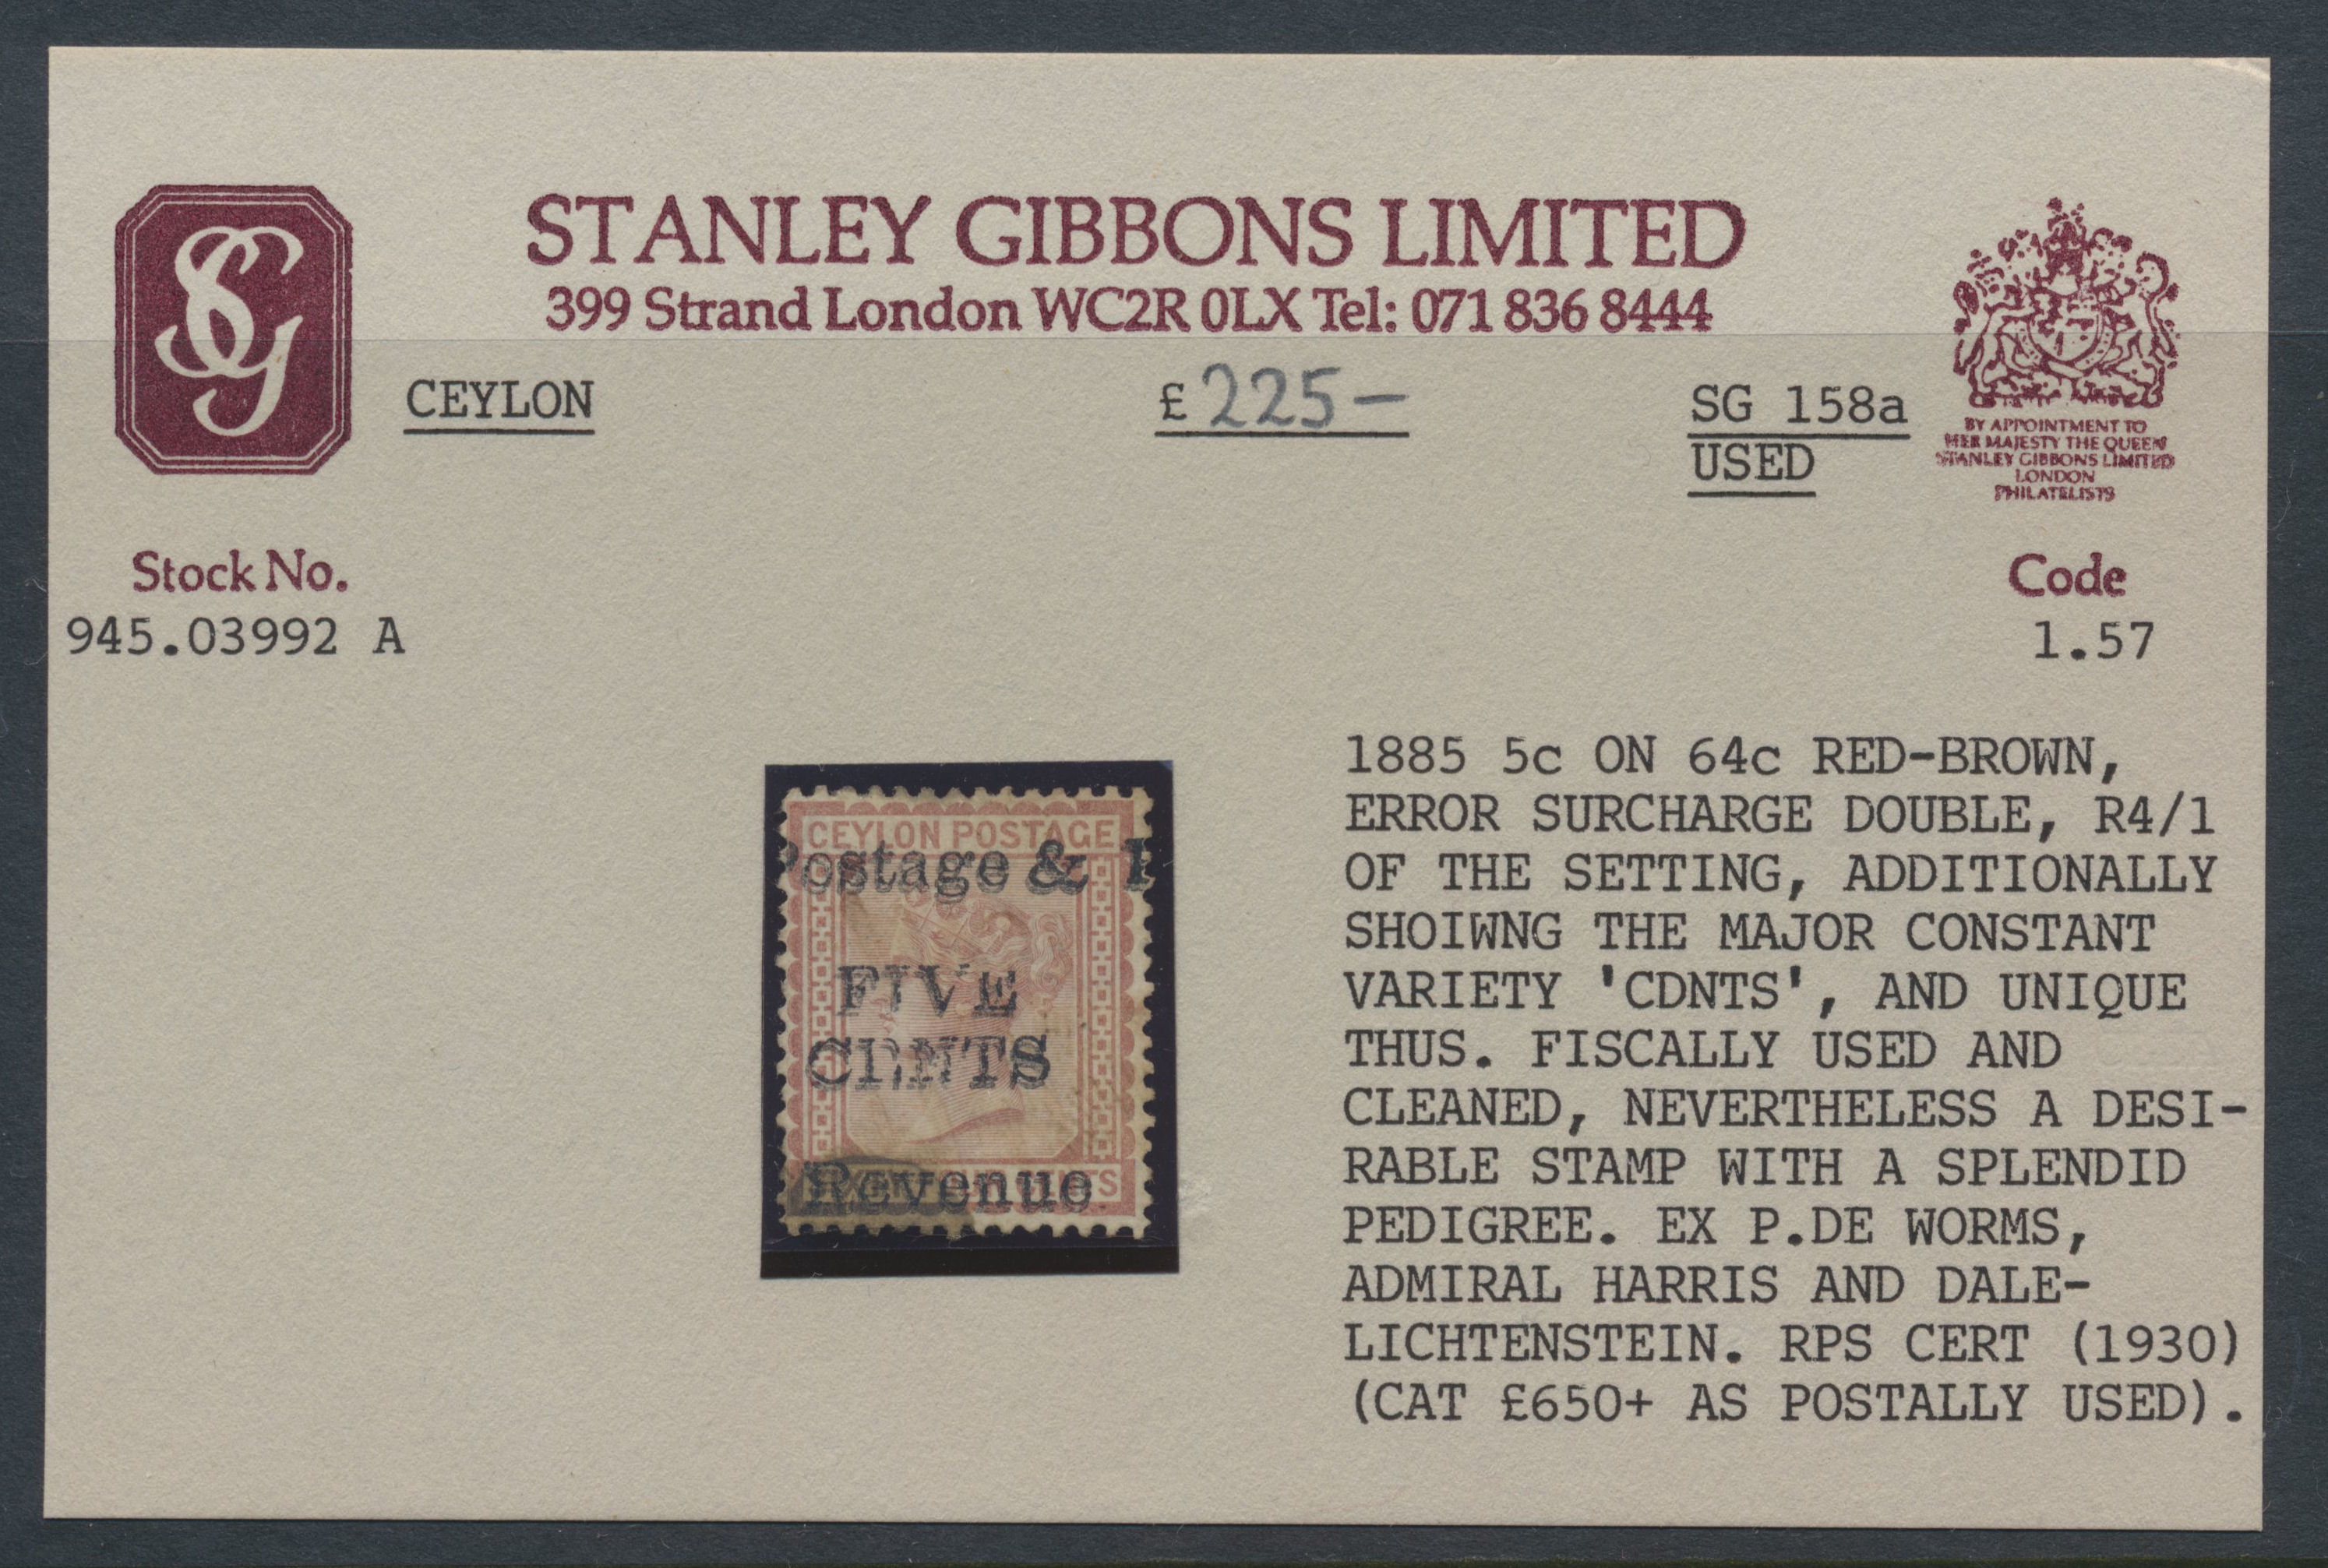 SG
STANLEY GIBBONS LIMITED
399 Strand London WC2R 0LX Tel: 071 836 8444
CEYLON
£ 225-
SG 158a
USED
BY APPOINTMENT TO
HER MAJESTY THE QUEEN
STANLEY GIBBONS LIMITED
LONDON
PHILATELISTS
Stock No.
945.03992 A
Code
1.57
CEYLON POSTAGE
Postage & R
FIVE
CDNTS
Revenue
1885 5c ON 64c RED-BROWN,
ERROR SURCHARGE DOUBLE, R4/1
OF THE SETTING, ADDITIONALLY
SHOIWNG THE MAJOR CONSTANT
VARIETY 'CDNTS', AND UNIQUE
THUS. FISCALLY USED AND
CLEANED, NEVERTHELESS A DESI-
RABLE STAMP WITH A SPLENDID
PEDIGREE. EX P.DE WORMS,
ADMIRAL HARRIS AND DALE-
LICHTENSTEIN. RPS CERT (1930)
(CAT £650+ AS POSTALLY USED).